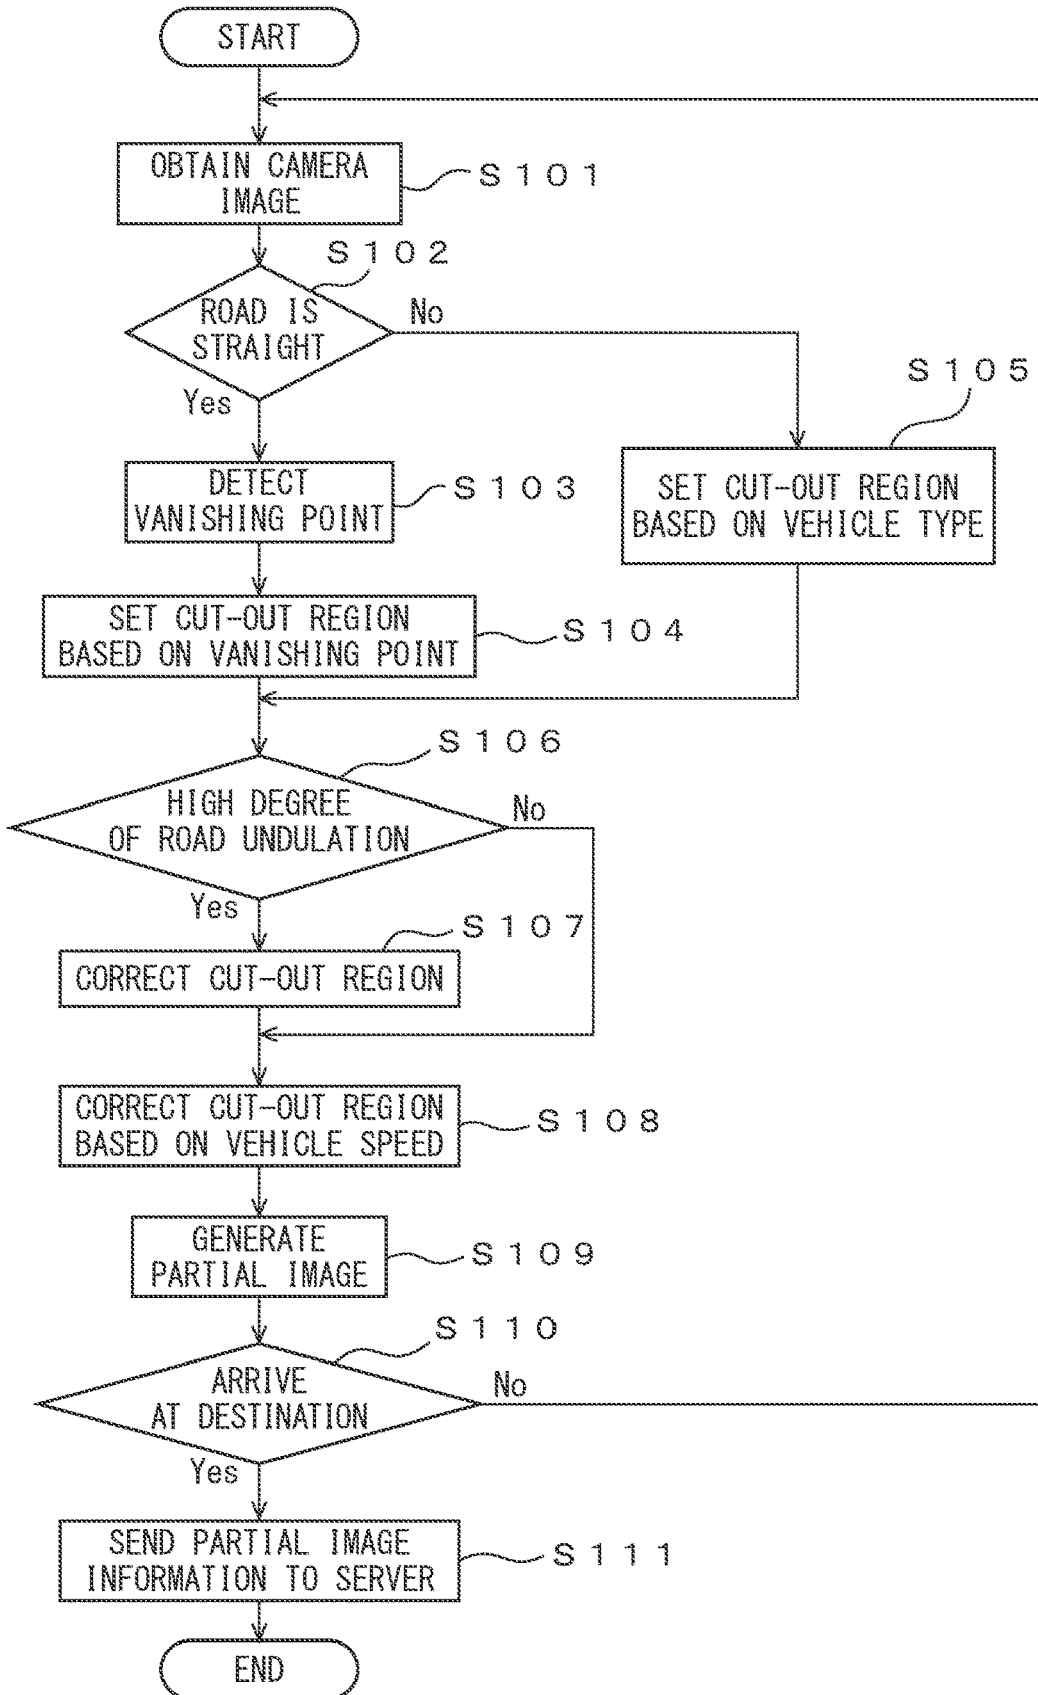 START
OBTAIN CAMERA
IMAGE
S101
S102
ROAD IS
STRAIGHT
No
Yes
S105
SET CUT-OUT REGION
BASED ON VEHICLE TYPE
DETECT
VANISHING POINT
S103
SET CUT-OUT REGION
BASED ON VANISHING POINT
S104
S106
HIGH DEGREE
OF ROAD UNDULATION
No
Yes
S107
CORRECT CUT-OUT REGION
CORRECT CUT-OUT REGION
BASED ON VEHICLE SPEED
S108
GENERATE
PARTIAL IMAGE
S109
S110
ARRIVE
AT DESTINATION
No
Yes
SEND PARTIAL IMAGE
INFORMATION TO SERVER
S111
END